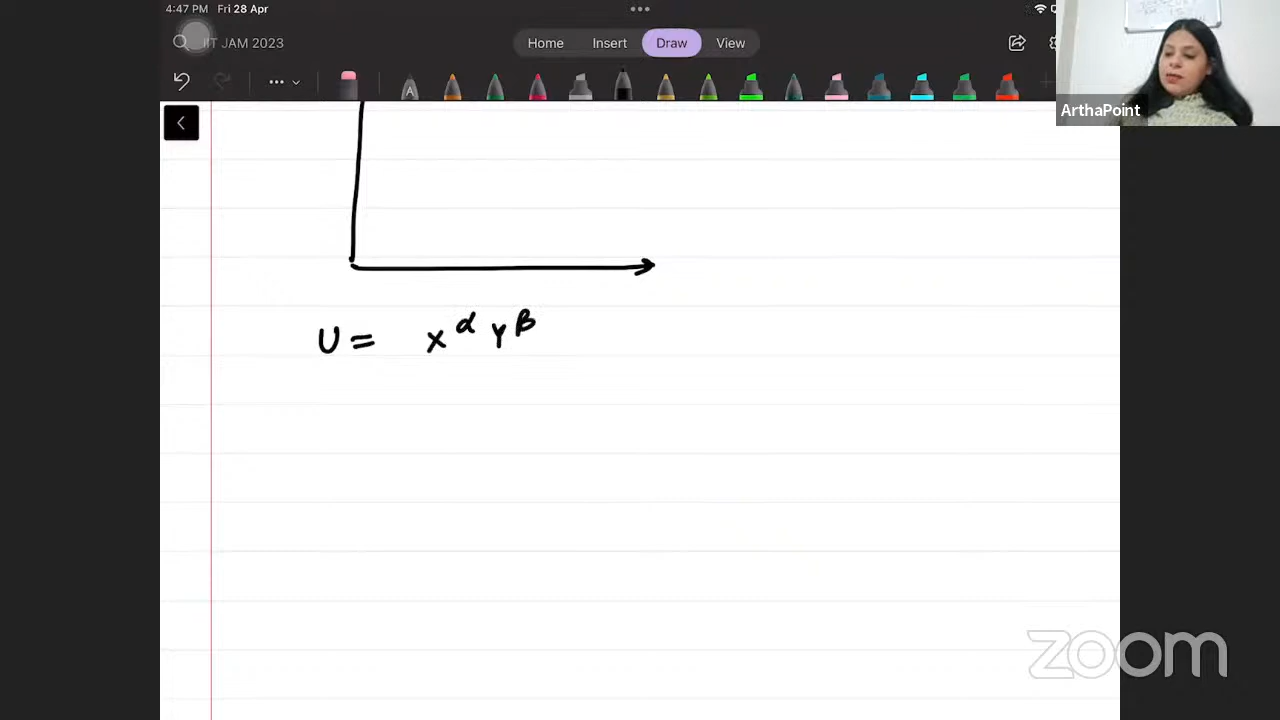 4:47 PM Fri 28 Apr
IIT JAM 2023
Home Insert Draw View
A
ArthaPoint
U = x^α Y^β
zoom